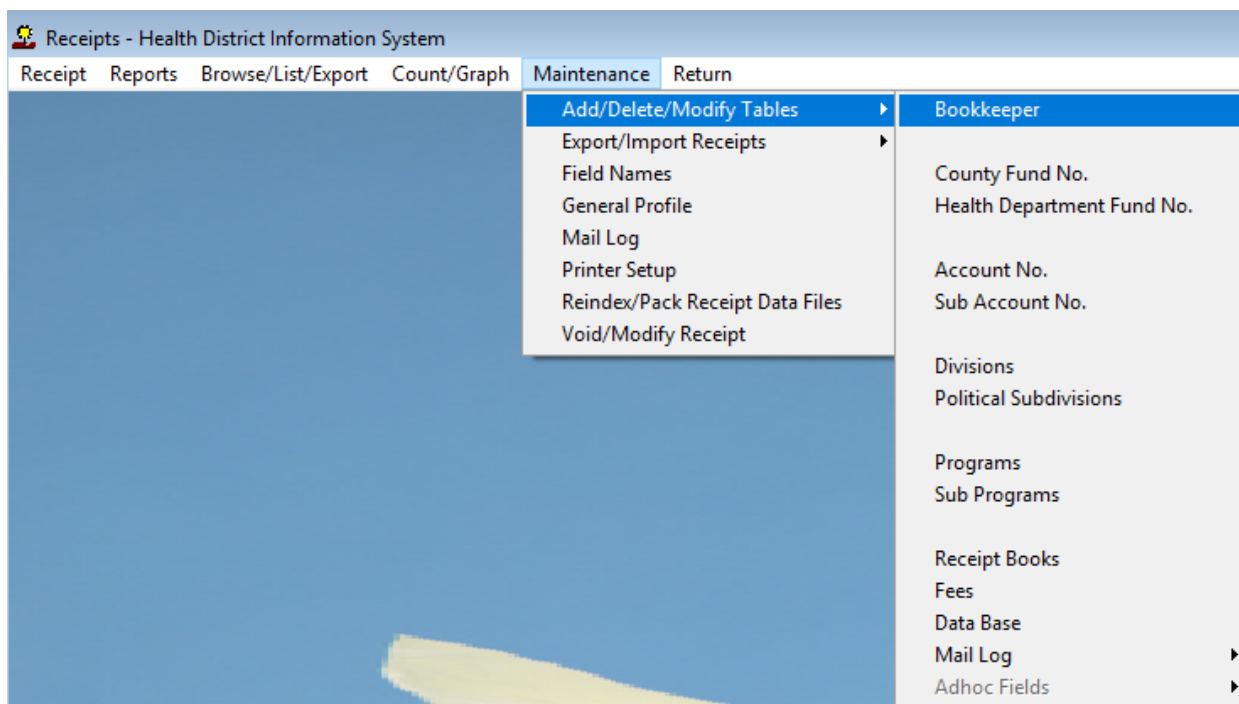 Receipts - Health District Information System
Receipt Reports Browse/List/Export Count/Graph Maintenance Return
Add/Delete/Modify Tables
Export/Import Receipts
Field Names
General Profile
Mail Log
Printer Setup
Reindex/Pack Receipt Data Files
Void/Modify Receipt
Bookkeeper
County Fund No.
Health Department Fund No.
Account No.
Sub Account No.
Divisions
Political Subdivisions
Programs
Sub Programs
Receipt Books
Fees
Data Base
Mail Log
Adhoc Fields